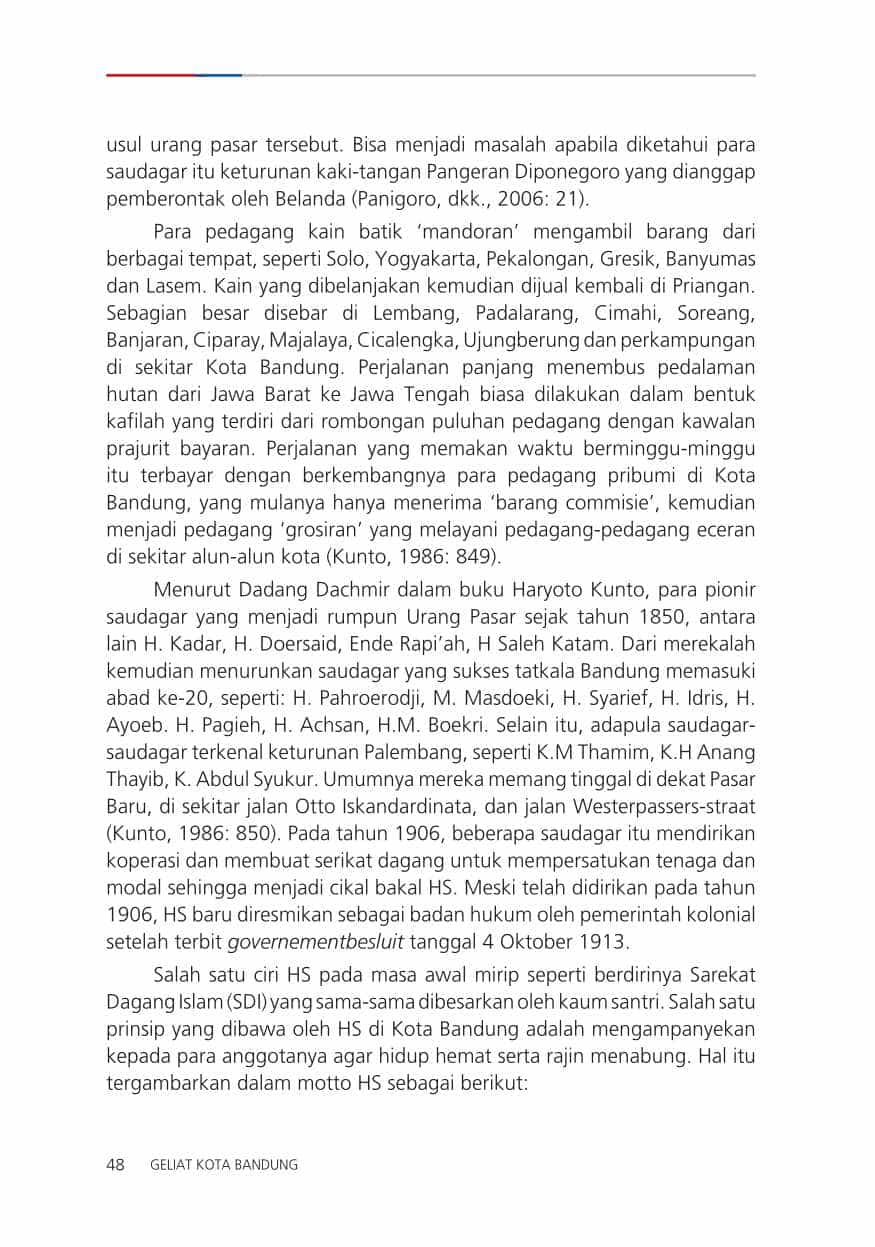 usul urang pasar tersebut. Bisa menjadi masalah apabila diketahui para
saudagar itu keturunan kaki-tangan Pangeran Diponegoro yang dianggap
pemberontak oleh Belanda (Panigoro, dkk., 2006: 21).
Para pedagang kain batik ‘mandoran’ mengambil barang dari
berbagai tempat, seperti Solo, Yogyakarta, Pekalongan, Gresik, Banyumas
dan Lasem. Kain yang dibelanjakan kemudian dijual kembali di Priangan.
Sebagian besar disebar di Lembang, Padalarang, Cimahi, Soreang,
Banjaran, Ciparay, Majalaya, Cicalengka, Ujungberung dan perkampungan
di sekitar Kota Bandung. Perjalanan panjang menembus pedalaman
hutan dari Jawa Barat ke Jawa Tengah biasa dilakukan dalam bentuk
kafilah yang terdiri dari rombongan puluhan pedagang dengan kawalan
prajurit bayaran. Perjalanan yang memakan waktu berminggu-minggu
itu terbayar dengan berkembangnya para pedagang pribumi di Kota
Bandung, yang mulanya hanya menerima ‘barang commisie’, kemudian
menjadi pedagang ‘grosiran’ yang melayani pedagang-pedagang eceran
di sekitar alun-alun kota (Kunto, 1986: 849).
Menurut Dadang Dachmir dalam buku Haryoto Kunto, para pionir
saudagar yang menjadi rumpun Urang Pasar sejak tahun 1850, antara
lain H. Kadar, H. Doersaid, Ende Rapi’ah, H Saleh Katam. Dari merekalah
kemudian menurunkan saudagar yang sukses tatkala Bandung memasuki
abad ke-20, seperti: H. Pahroerodji, M. Masdoeki, H. Syarief, H. Idris, H.
Ayoeb. H. Pagieh, H. Achsan, H.M. Boekri. Selain itu, adapula saudagar-
saudagar terkenal keturunan Palembang, seperti K.M Thamim, K.H Anang
Thayib, K. Abdul Syukur. Umumnya mereka memang tinggal di dekat Pasar
Baru, di sekitar jalan Otto Iskandardinata, dan jalan Westerpassers-straat
(Kunto, 1986: 850). Pada tahun 1906, beberapa saudagar itu mendirikan
koperasi dan membuat serikat dagang untuk mempersatukan tenaga dan
modal sehingga menjadi cikal bakal HS. Meski telah didirikan pada tahun
1906, HS baru diresmikan sebagai badan hukum oleh pemerintah kolonial
setelah terbit governementbesluit tanggal 4 Oktober 1913.
Salah satu ciri HS pada masa awal mirip seperti berdirinya Sarekat
Dagang Islam (SDI) yang sama-sama dibesarkan oleh kaum santri. Salah satu
prinsip yang dibawa oleh HS di Kota Bandung adalah mengampanyekan
kepada para anggotanya agar hidup hemat serta rajin menabung. Hal itu
tergambarkan dalam motto HS sebagai berikut:
48 GELIAT KOTA BANDUNG